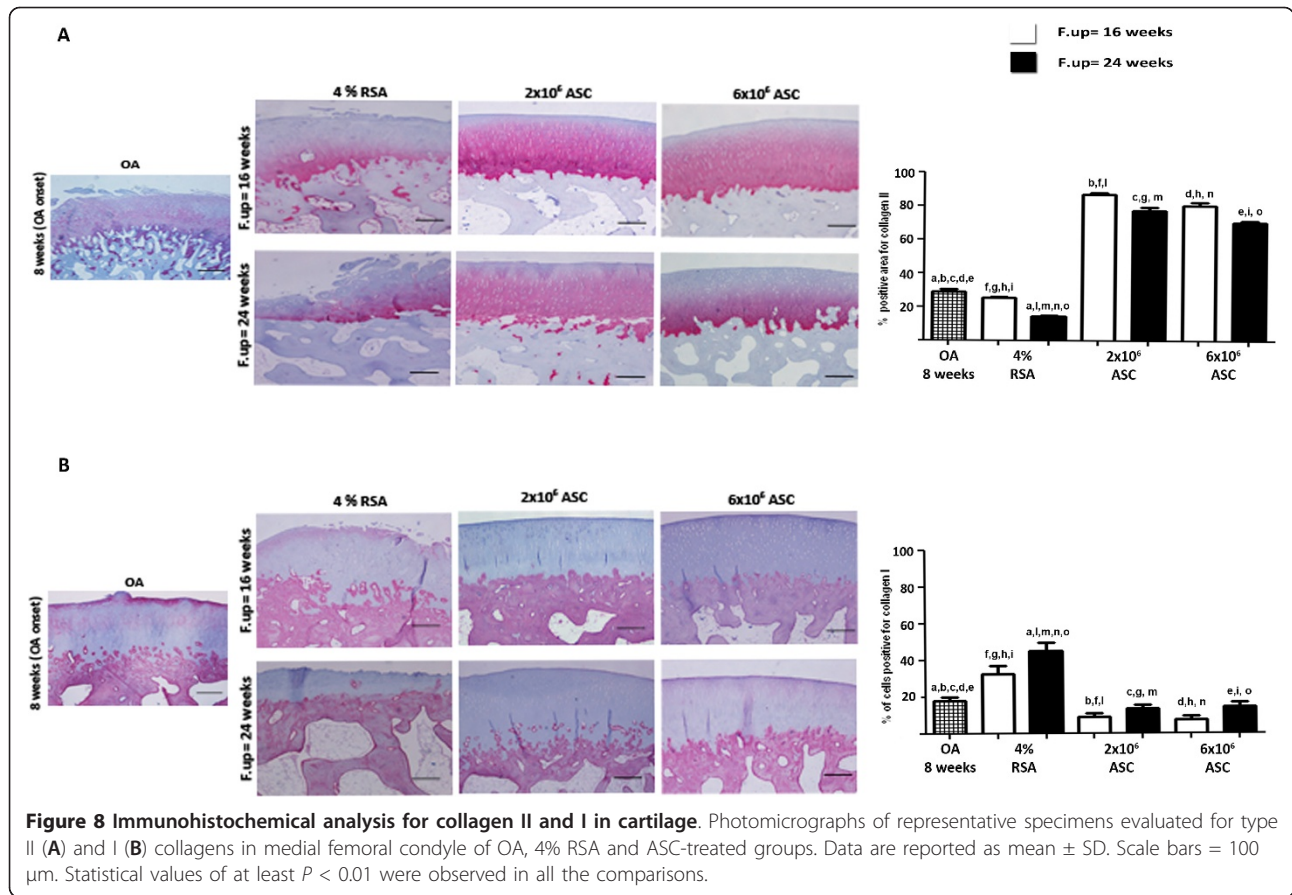 A
F.up= 16 weeks
F.up= 24 weeks
4 % RSA
2x10⁶ ASC
6x10⁶ ASC
OA
8 weeks (OA onset)
F.up= 16 weeks
F.up= 24 weeks
% positive area for collagen II
100
80
60
40
20
a,b,c,d,e
f,g,h,i
a,l,m,n,o
b,f,l
c,g, m
d,h, n
e,i, o
OA 4% 2x10⁶ 6x10⁶
8 weeks RSA ASC ASC
B
4 % RSA
2x10⁶ ASC
6x10⁶ ASC
OA
8 weeks (OA onset)
F.up= 16 weeks
F.up= 24 weeks
% of cells positive for collagen I
100
80
60
40
20
a,b,c,d,e
f,g,h,i
a,l,m,n,o
b,f,l
c,g, m
d,h, n
e,i, o
OA 4% 2x10⁶ 6x10⁶
8 weeks RSA ASC ASC
Figure 8 Immunohistochemical analysis for collagen II and I in cartilage. Photomicrographs of representative specimens evaluated for type
II (A) and I (B) collagens in medial femoral condyle of OA, 4% RSA and ASC-treated groups. Data are reported as mean ± SD. Scale bars = 100
μm. Statistical values of at least P < 0.01 were observed in all the comparisons.